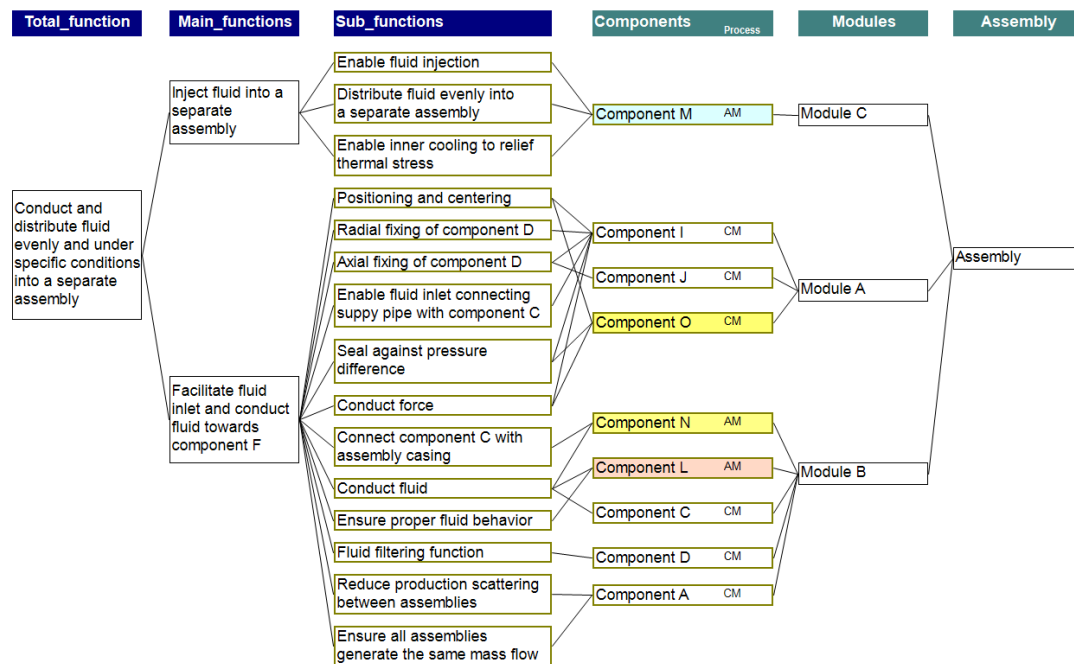 Total_function
Main_functions
Sub_functions
Components
Process
Modules
Assembly
Conduct and
distribute fluid
evenly and under
specific conditions
into a separate
assembly
Inject fluid into a
separate
assembly
Facilitate fluid
inlet and conduct
fluid towards
component F
Enable fluid injection
Distribute fluid evenly into
a separate assembly
Enable inner cooling to relief
thermal stress
Positioning and centering
Radial fixing of component D
Axial fixing of component D
Enable fluid inlet connecting
suppy pipe with component C
Seal against pressure
difference
Conduct force
Connect component C with
assembly casing
Conduct fluid
Ensure proper fluid behavior
Fluid filtering function
Reduce production scattering
between assemblies
Ensure all assemblies
generate the same mass flow
Component M AM
Component I CM
Component J CM
Component O CM
Component N AM
Component L AM
Component C CM
Component D CM
Component A CM
Module C
Module A
Module B
Assembly